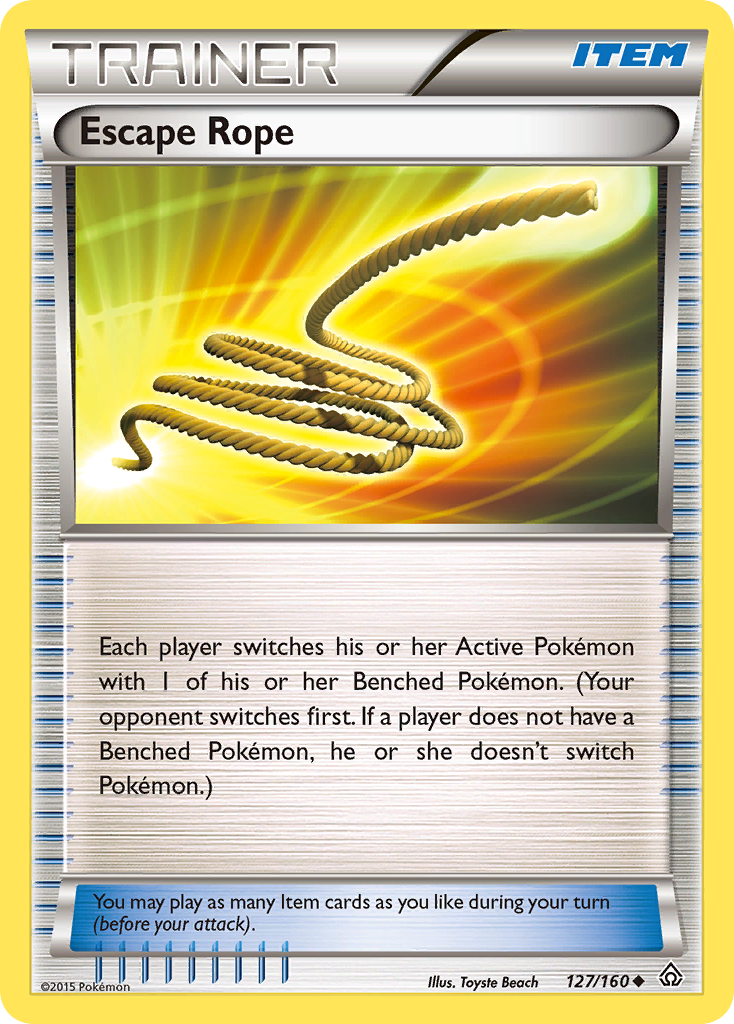 TRAINER
ITEM
Escape Rope
Each player switches his or her Active Pokémon
with 1 of his or her Benched Pokémon. (Your
opponent switches first. If a player does not have a
Benched Pokémon, he or she doesn't switch
Pokémon.)
You may play as many Item cards as you like during your turn
(before your attack).
©2015 Pokémon
Illus. Toyste Beach
127/160